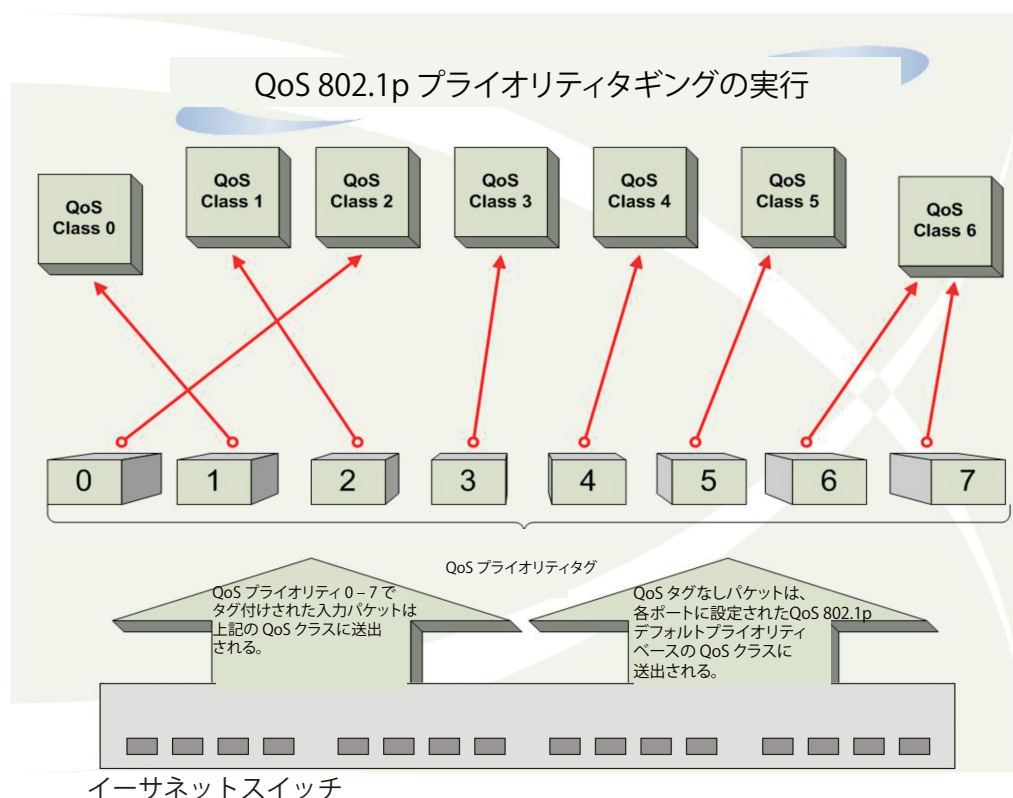 QoS 802.1p プライオリティタギングの実行
QoS
Class 0
QoS
Class 1
QoS
Class 2
QoS
Class 3
QoS
Class 4
QoS
Class 5
QoS
Class 6
0
1
2
3
4
5
6
7
QoS プライオリティタグ
QoS プライオリティ 0 – 7 で
タグ付けされた入力パケットは
上記の QoS クラスに送出
される。
QoS タグなしパケットは、
各ポートに設定されたQoS 802.1p
デフォルトプライオリティ
ベースの QoS クラスに
送出される。
イーサネットスイッチ